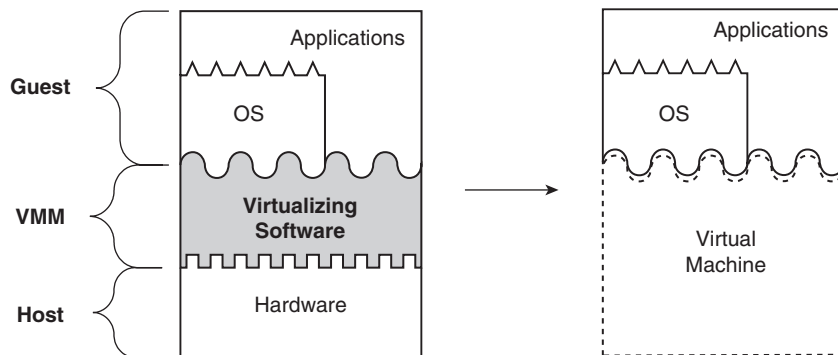 Guest
VMM
Host
Applications
OS
Virtualizing
Software
Hardware
Applications
OS
Virtual
Machine